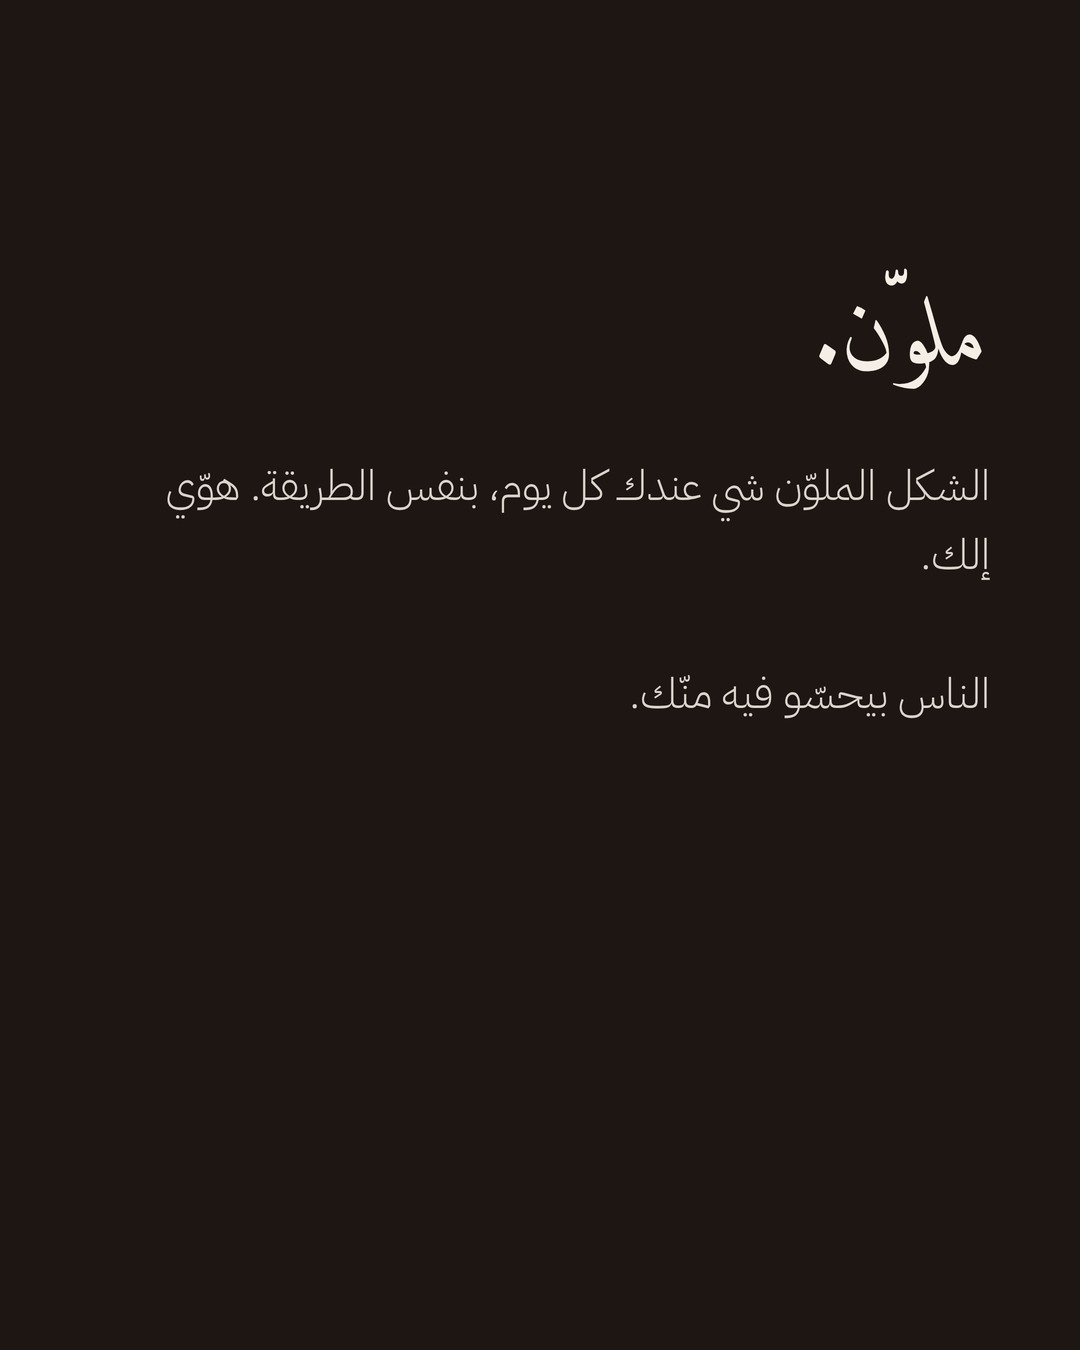 ملوّن.
الشكل الملوّن شي عندك كل يوم، بنفس الطريقة. هوّي
إلك.
الناس بيحسّو فيه منّك.